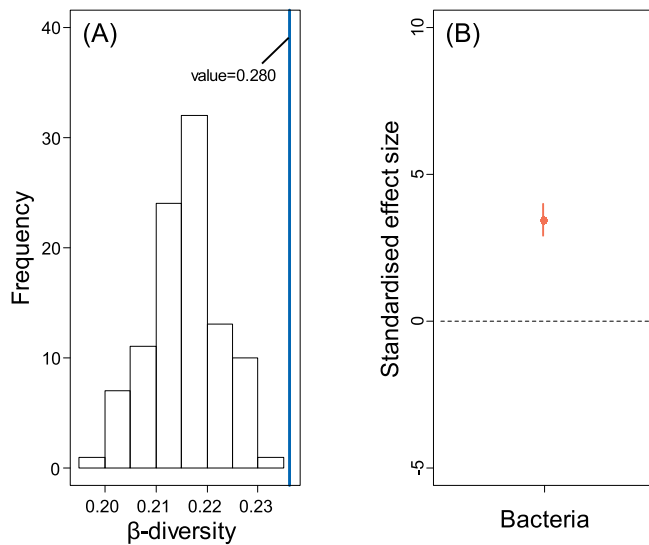 (A)
value=0.280
40
30
20
10
0
Frequency
0.20 0.21 0.22 0.23
β-diversity
(B)
10
5
0
-5
Standardised effect size
Bacteria